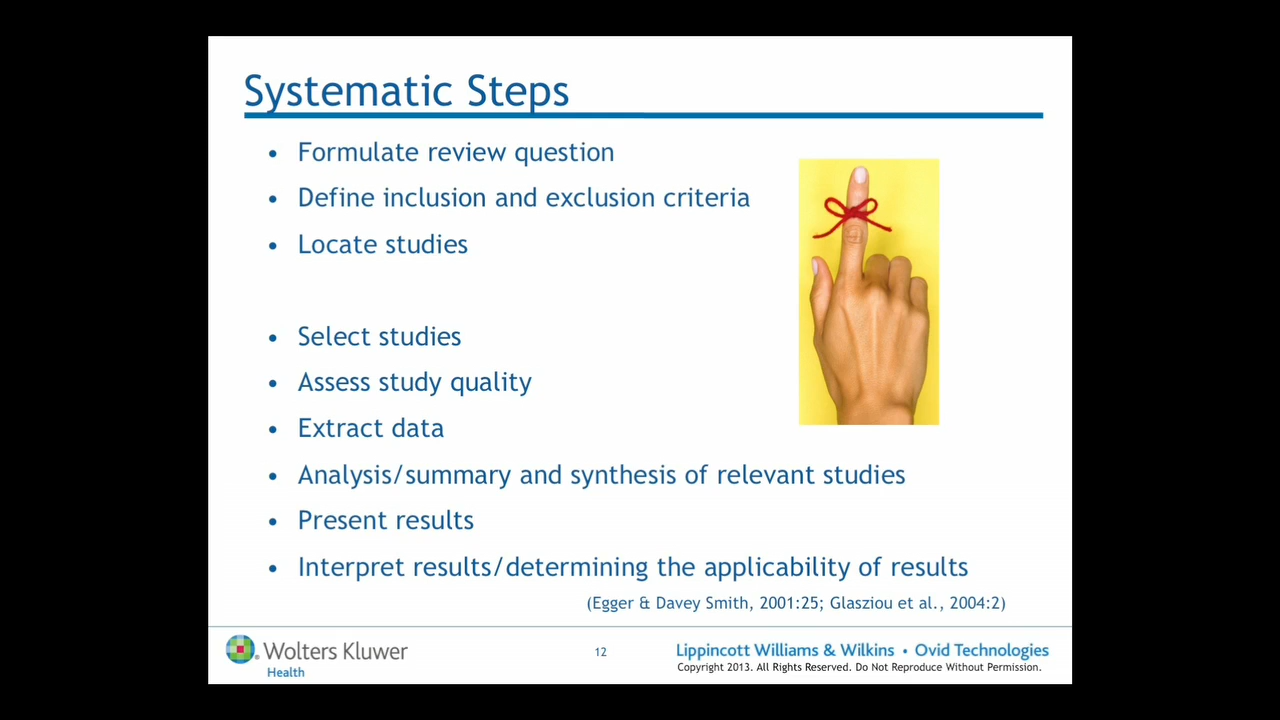 Systematic Steps
• Formulate review question
• Define inclusion and exclusion criteria
• Locate studies
• Select studies
• Assess study quality
• Extract data
• Analysis/summary and synthesis of relevant studies
• Present results
• Interpret results/determining the applicability of results
(Egger & Davey Smith, 2001:25; Glasziou et al., 2004:2)
Wolters Kluwer
Health
12
Lippincott Williams & Wilkins • Ovid Technologies
Copyright 2013. All Rights Reserved. Do Not Reproduce Without Permission.